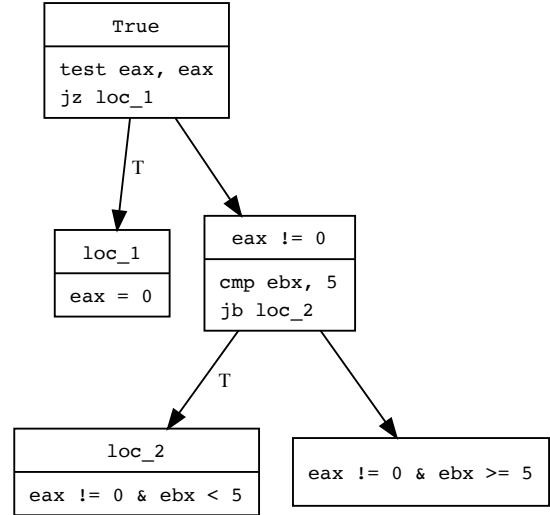 True
test eax, eax
jz loc_1
T
loc_1
eax = 0
eax != 0
cmp ebx, 5
jb loc_2
T
loc_2
eax != 0 & ebx < 5
eax != 0 & ebx >= 5